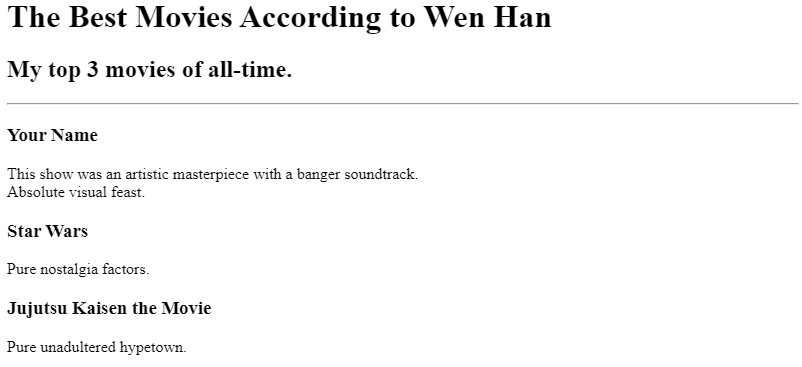 The Best Movies According to Wen Han
My top 3 movies of all-time.
Your Name
This show was an artistic masterpiece with a banger soundtrack.
Absolute visual feast.
Star Wars
Pure nostalgia factors.
Jujutsu Kaisen the Movie
Pure unadultered hypetown.